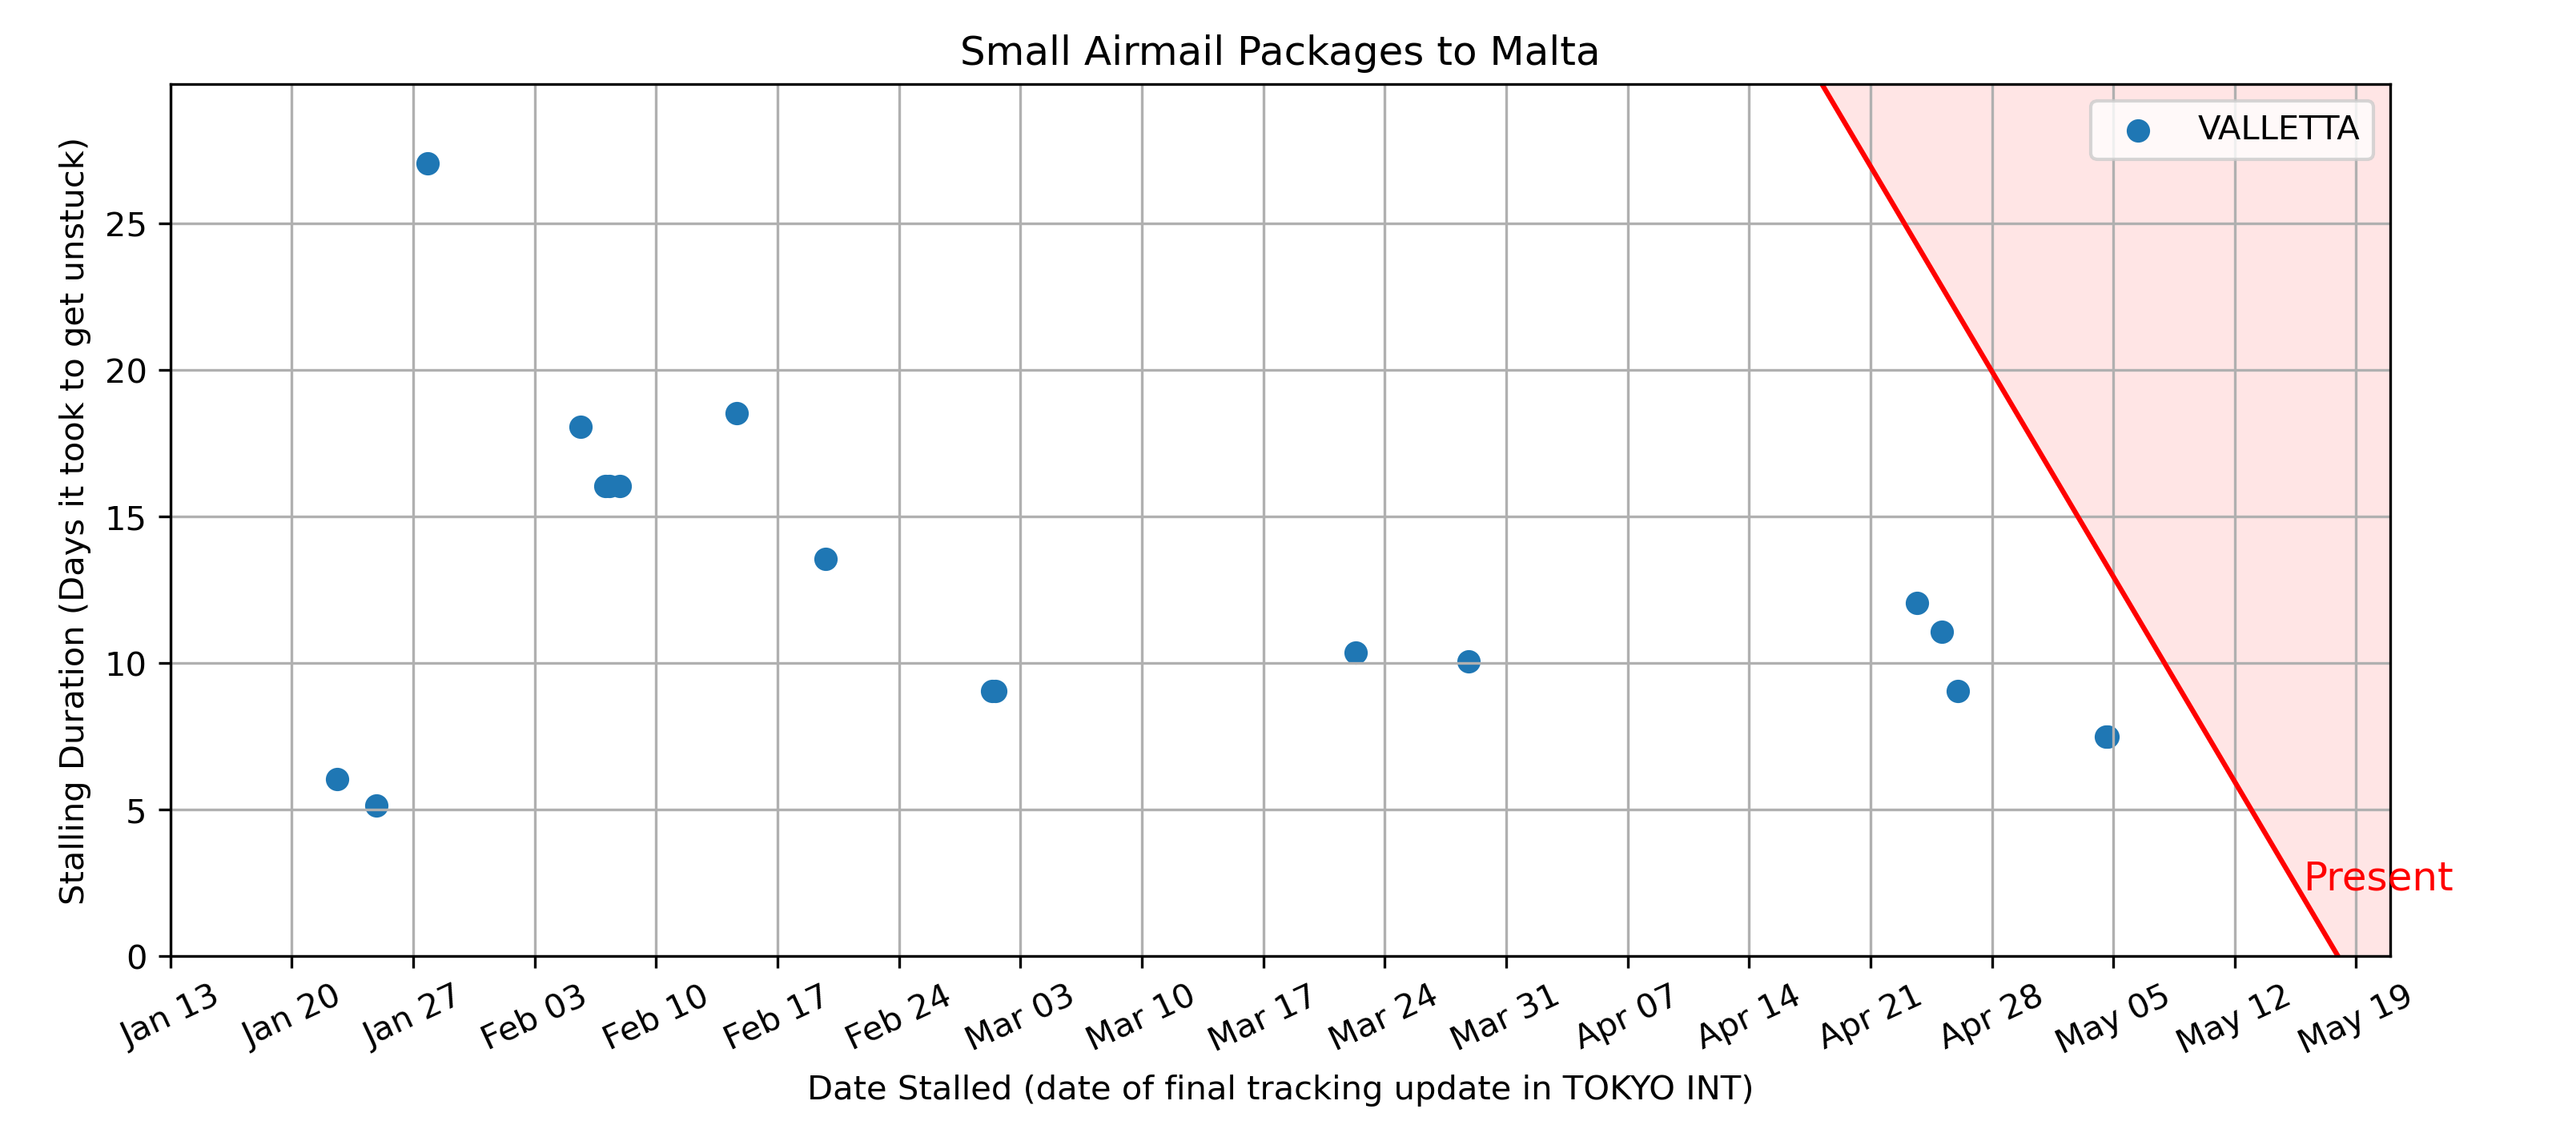 Small Airmail Packages to Malta
VALLETTA
Stalling Duration (Days it took to get unstuck)
25
20
15
10
5
0
Present
Jan 13 Jan 20 Jan 27 Feb 03 Feb 10 Feb 17 Feb 24 Mar 03 Mar 10 Mar 17 Mar 24 Mar 31 Apr 07 Apr 14 Apr 21 Apr 28 May 05 May 12 May 19
Date Stalled (date of final tracking update in TOKYO INT)